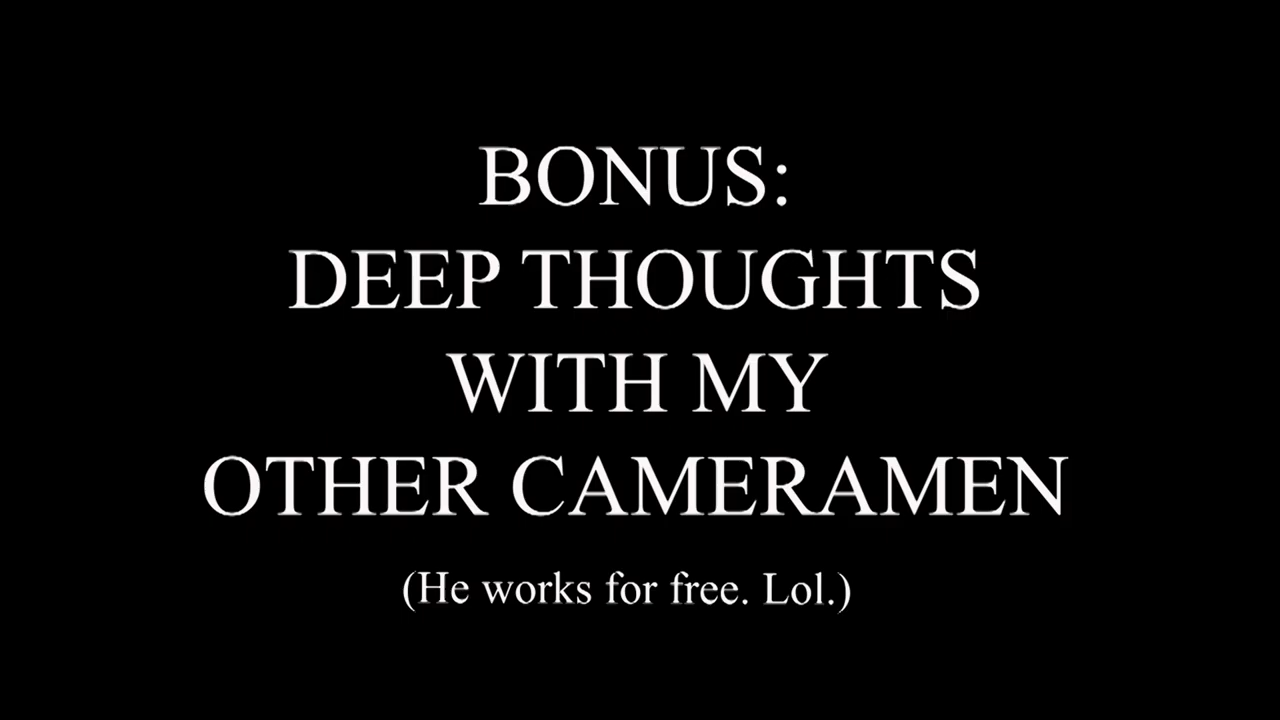 BONUS:
DEEP THOUGHTS
WITH MY
OTHER CAMERAMEN
(He works for free. Lol.)